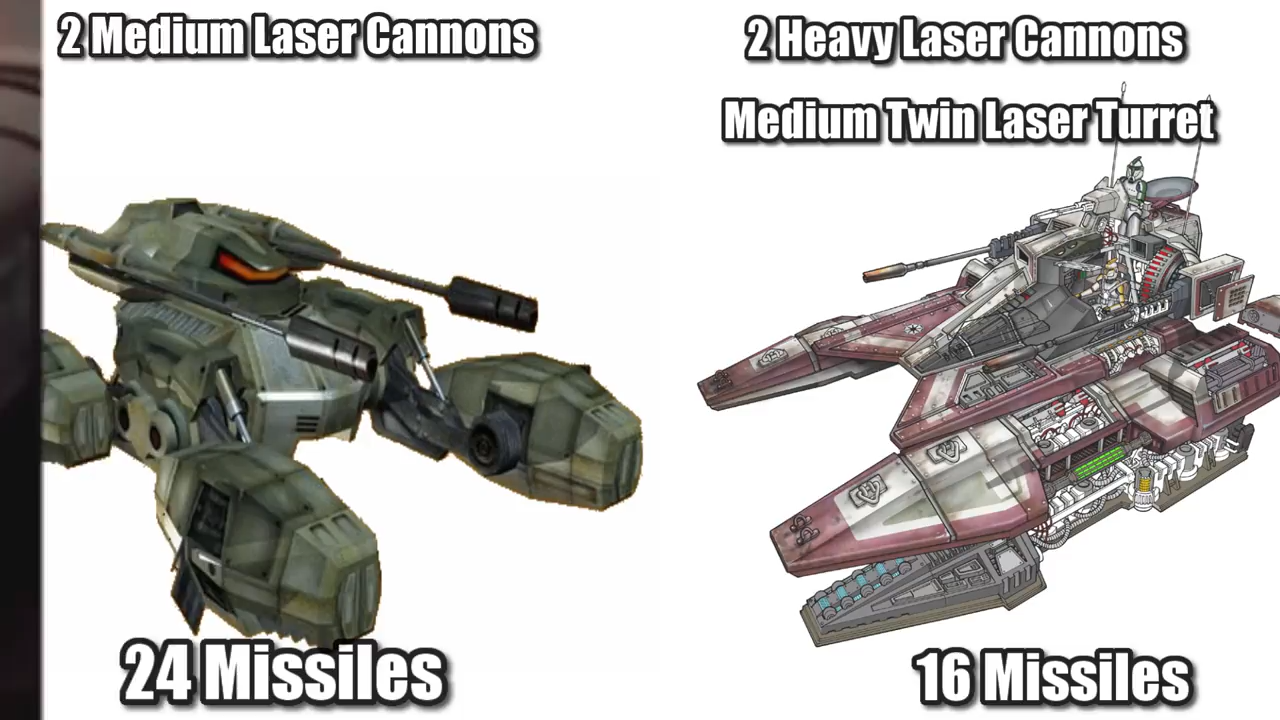 2 Medium Laser Cannons
24 Missiles
2 Heavy Laser Cannons
Medium Twin Laser Turret
16 Missiles